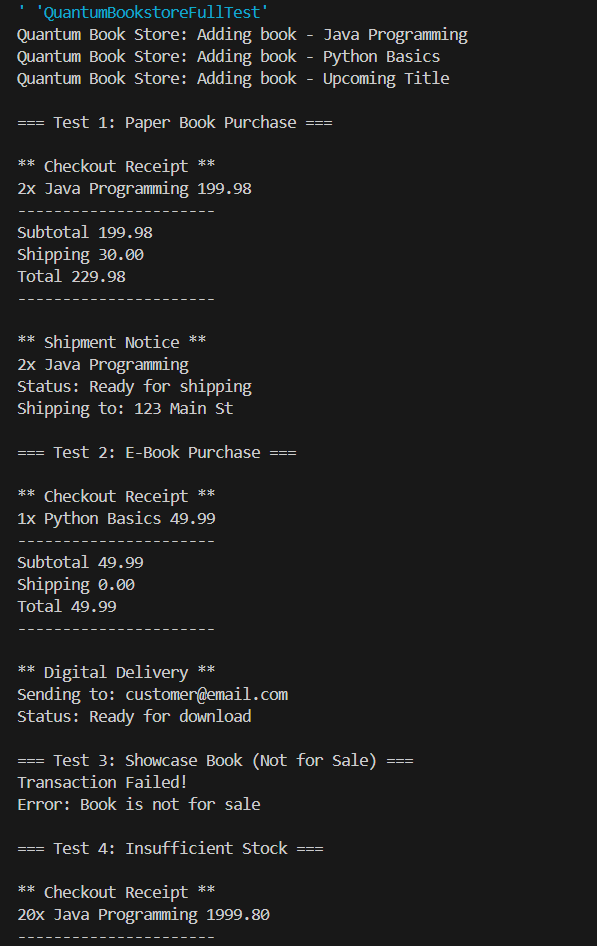 ' 'QuantumBookstoreFullTest'
Quantum Book Store: Adding book - Java Programming
Quantum Book Store: Adding book - Python Basics
Quantum Book Store: Adding book - Upcoming Title
=== Test 1: Paper Book Purchase ===
** Checkout Receipt **
2x Java Programming 199.98
----------------------
Subtotal 199.98
Shipping 30.00
Total 229.98
----------------------
** Shipment Notice **
2x Java Programming
Status: Ready for shipping
Shipping to: 123 Main St
=== Test 2: E-Book Purchase ===
** Checkout Receipt **
1x Python Basics 49.99
----------------------
Subtotal 49.99
Shipping 0.00
Total 49.99
----------------------
** Digital Delivery **
Sending to: customer@email.com
Status: Ready for download
=== Test 3: Showcase Book (Not for Sale) ===
Transaction Failed!
Error: Book is not for sale
=== Test 4: Insufficient Stock ===
** Checkout Receipt **
20x Java Programming 1999.80
----------------------